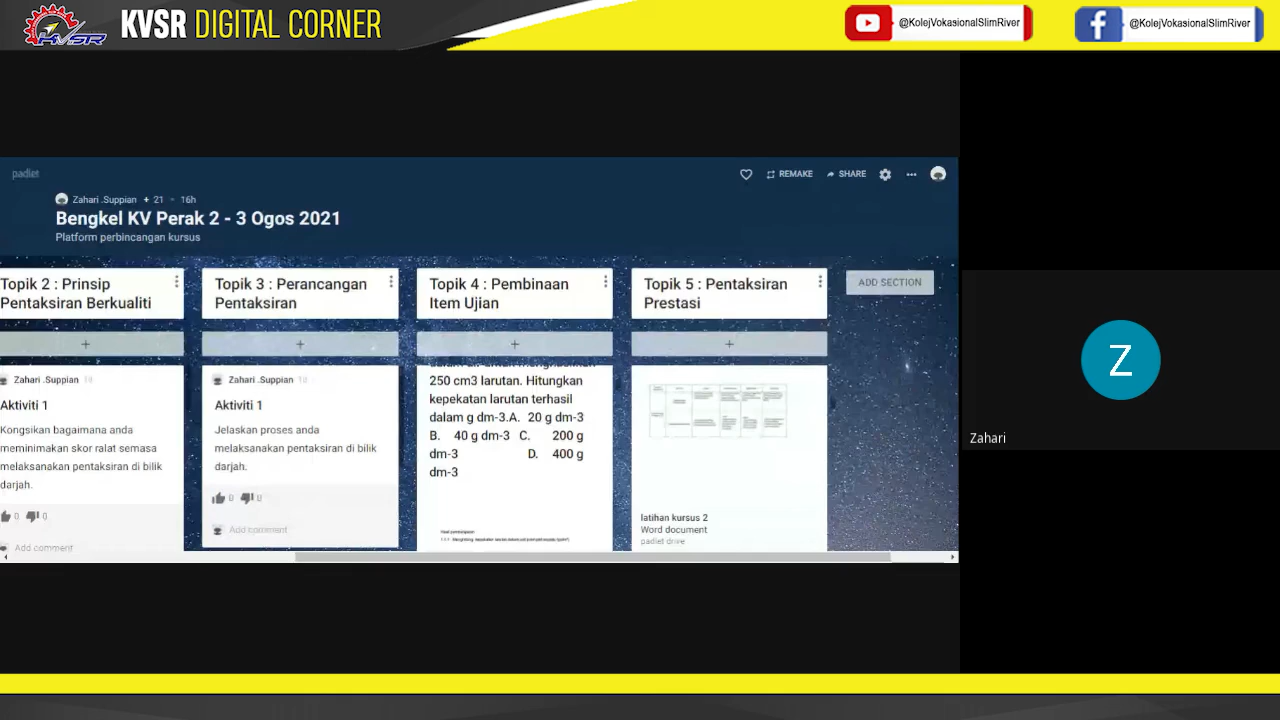 KVSR
KVSR DIGITAL CORNER
@KolejVokasionalSlimRiver
@KolejVokasionalSlimRiver
padlet
REMAKE
SHARE
Zahari .Suppian + 21 - 16h
Bengkel KV Perak 2 - 3 Ogos 2021
Platform perbincangan kursus
Topik 2 : Prinsip
Pentaksiran Berkualiti
Topik 3 : Perancangan
Pentaksiran
Topik 4 : Pembinaan
Item Ujian
Topik 5 : Pentaksiran
Prestasi
ADD SECTION
+
+
+
+
Zahari .Suppian 1d
Aktiviti 1
Kongsikan bagaimana anda
meminimakan skor ralat semasa
melaksanakan pentaksiran di bilik
darjah.
0 0
Add comment
Zahari .Suppian 1d
Aktiviti 1
Jelaskan proses anda
melaksanakan pentaksiran di bilik
darjah.
0 0
Add comment
250 cm3 larutan. Hitungkan
kepekatan larutan terhasil
dalam g dm-3.A. 20 g dm-3
B. 40 g dm-3 C. 200 g
dm-3 D. 400 g
dm-3
latihan kursus 2
Word document
padlet drive
Z
Zahari